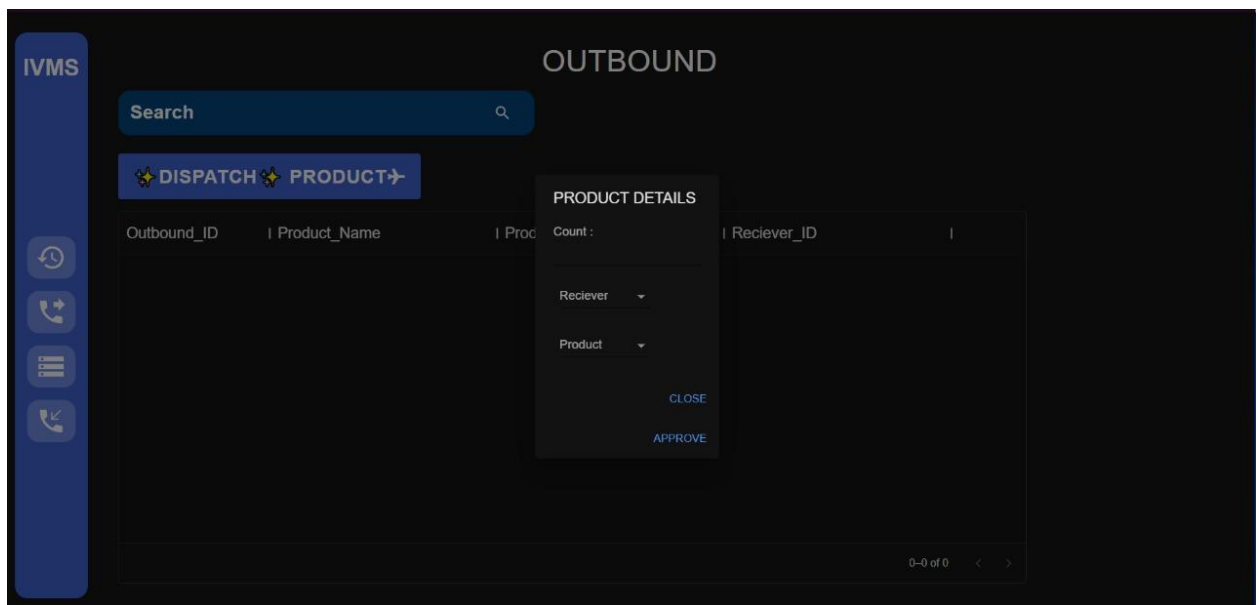 IVMS
OUTBOUND
Search
✨DISPATCH✨ PRODUCT✈
Outbound_ID | Product_Name | Prod | Reciever_ID |
PRODUCT DETAILS
Count :
Reciever
Product
CLOSE
APPROVE
0–0 of 0